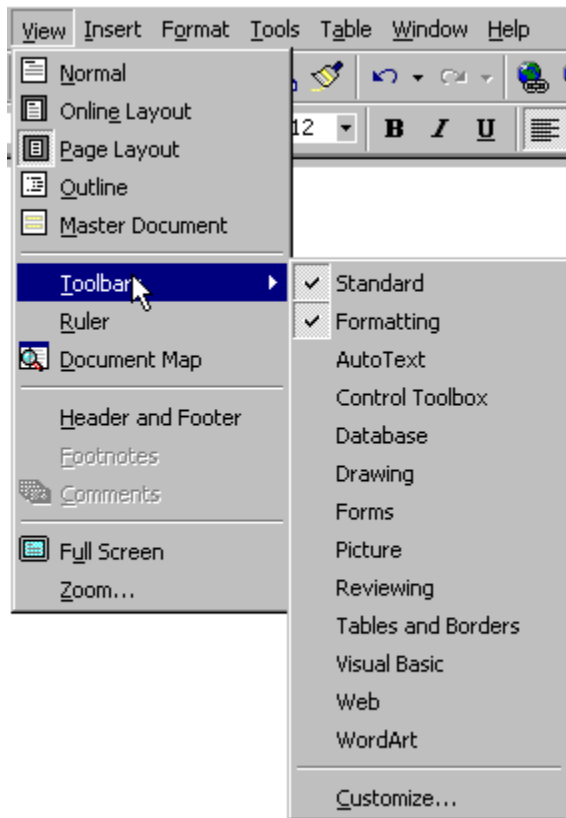 View Insert Format Tools Table Window Help
12 B I U
Normal
Online Layout
Page Layout
Outline
Master Document
Toolbars
Ruler
Document Map
Header and Footer
Footnotes
Comments
Full Screen
Zoom...
Standard
Formatting
AutoText
Control Toolbox
Database
Drawing
Forms
Picture
Reviewing
Tables and Borders
Visual Basic
Web
WordArt
Customize...